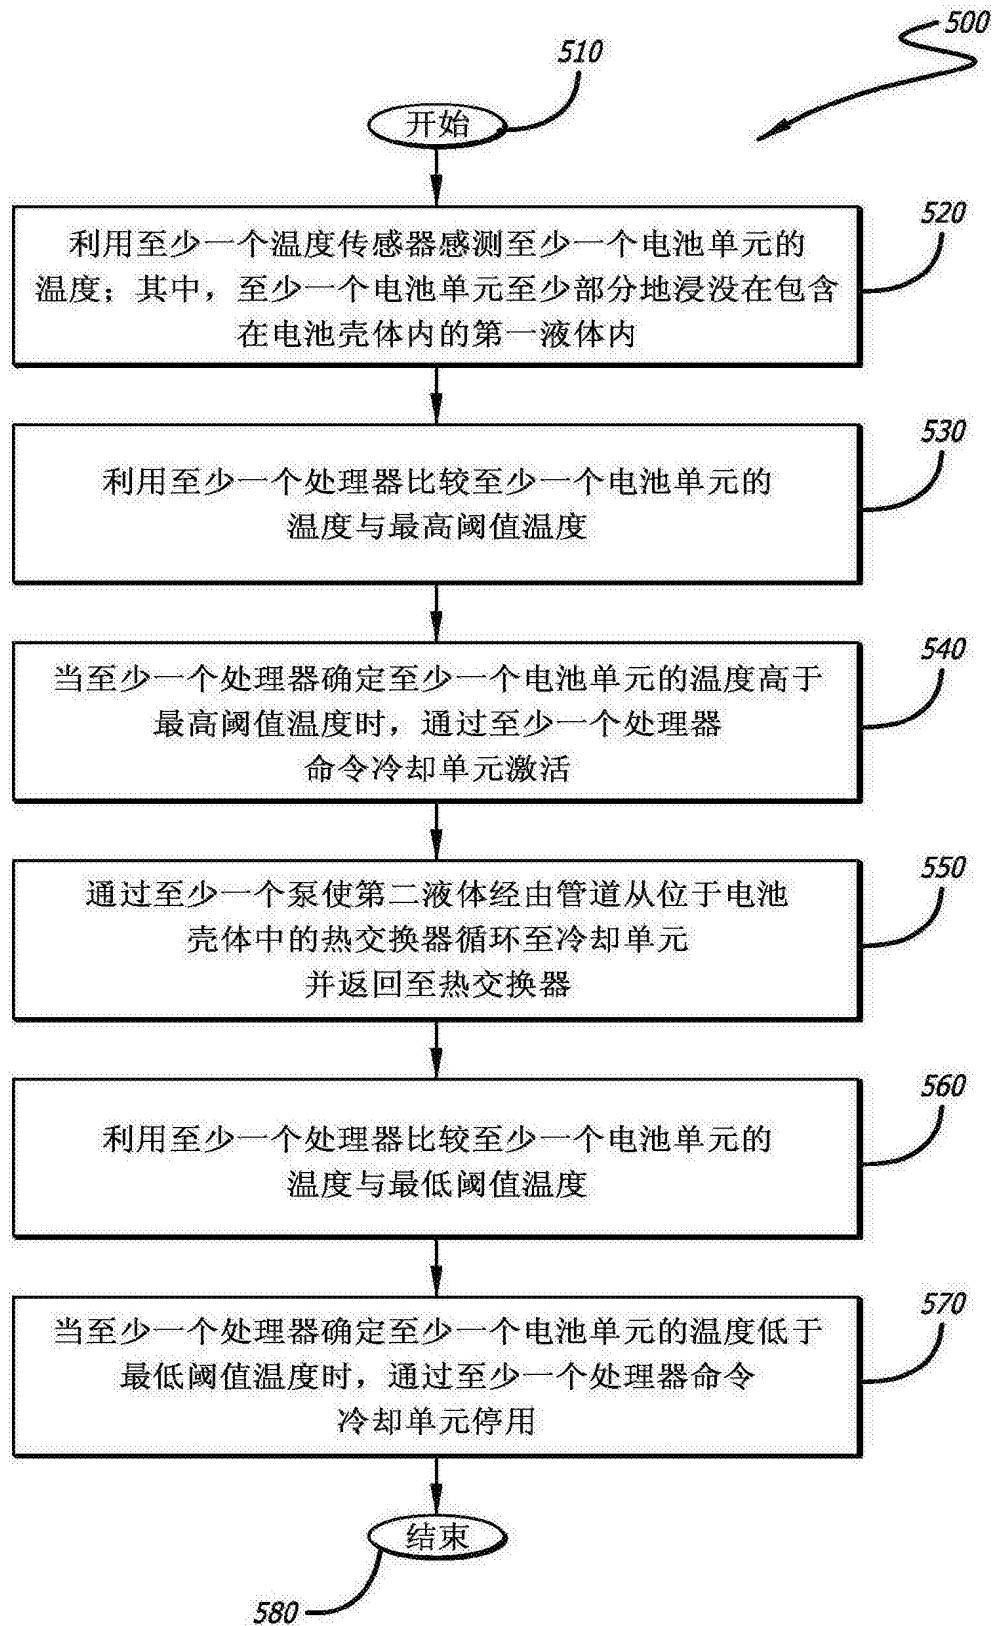 500
510
开始
520
利用至少一个温度传感器感测至少一个电池单元的
温度；其中，至少一个电池单元至少部分地浸没在包含
在电池壳体内的第一液体内
530
利用至少一个处理器比较至少一个电池单元的
温度与最高阈值温度
540
当至少一个处理器确定至少一个电池单元的温度高于
最高阈值温度时，通过至少一个处理器
命令冷却单元激活
550
通过至少一个泵使第二液体经由管道从位于电池
壳体中的热交换器循环至冷却单元
并返回至热交换器
560
利用至少一个处理器比较至少一个电池单元的
温度与最低阈值温度
570
当至少一个处理器确定至少一个电池单元的温度低于
最低阈值温度时，通过至少一个处理器命令
冷却单元停用
结束
580